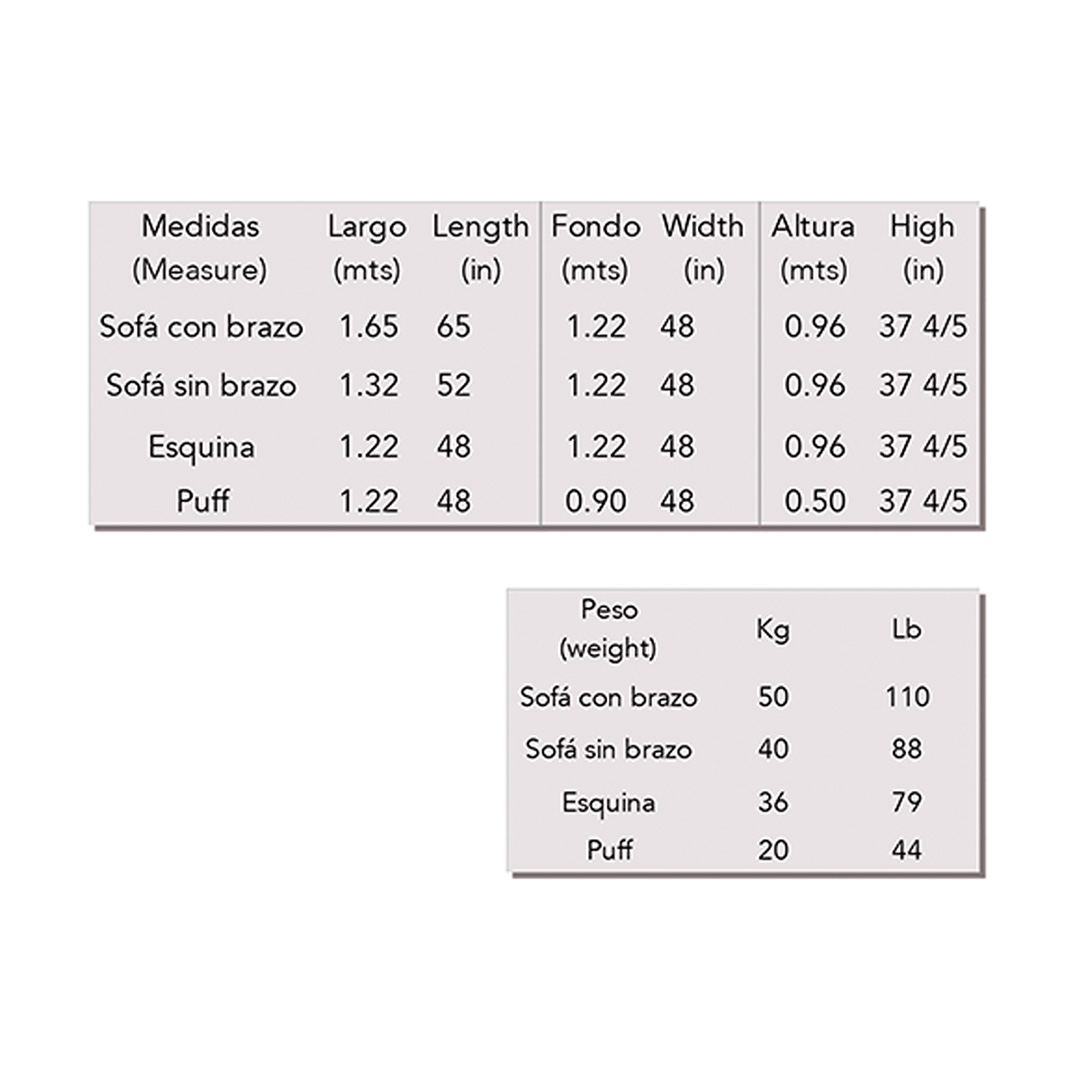 Medidas Largo Length Fondo Width Altura High
(Measure) (mts) (in) (mts) (in) (mts) (in)
Sofá con brazo 1.65 65 1.22 48 0.96 37 4/5
Sofá sin brazo 1.32 52 1.22 48 0.96 37 4/5
Esquina 1.22 48 1.22 48 0.96 37 4/5
Puff 1.22 48 0.90 48 0.50 37 4/5
Peso
(weight) Kg Lb
Sofá con brazo 50 110
Sofá sin brazo 40 88
Esquina 36 79
Puff 20 44